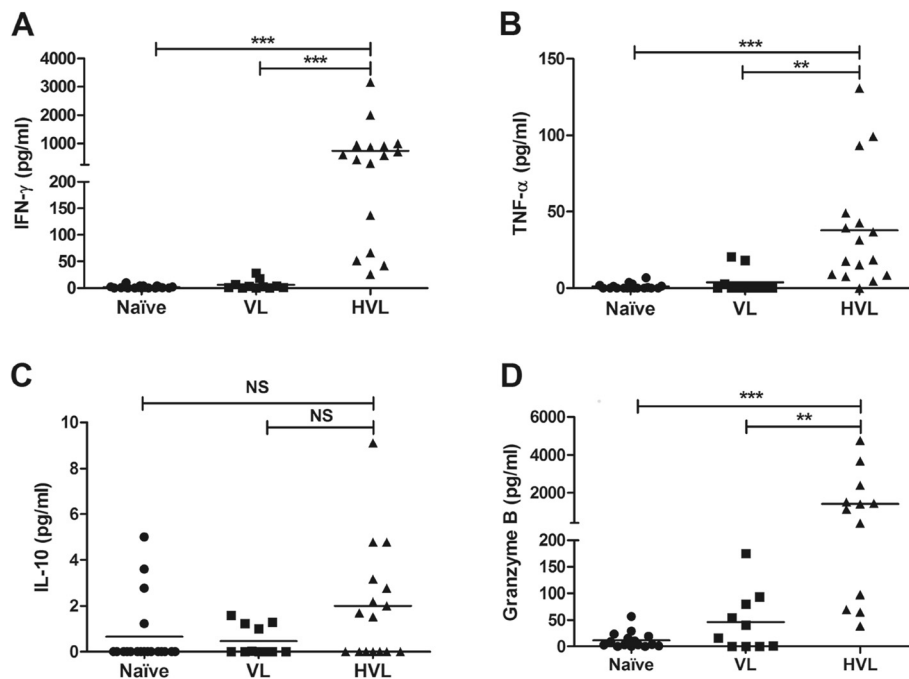 A
***
***
IFN-γ (pg/ml)
4000
3000
2000
1000
200
150
100
50
0
Naïve VL HVL
B
***
**
TNF-α (pg/ml)
150
100
50
0
Naïve VL HVL
C
NS
NS
IL-10 (pg/ml)
10
8
6
4
2
0
Naïve VL HVL
D
***
**
Granzyme B (pg/ml)
6000
4000
2000
200
150
100
50
0
Naïve VL HVL